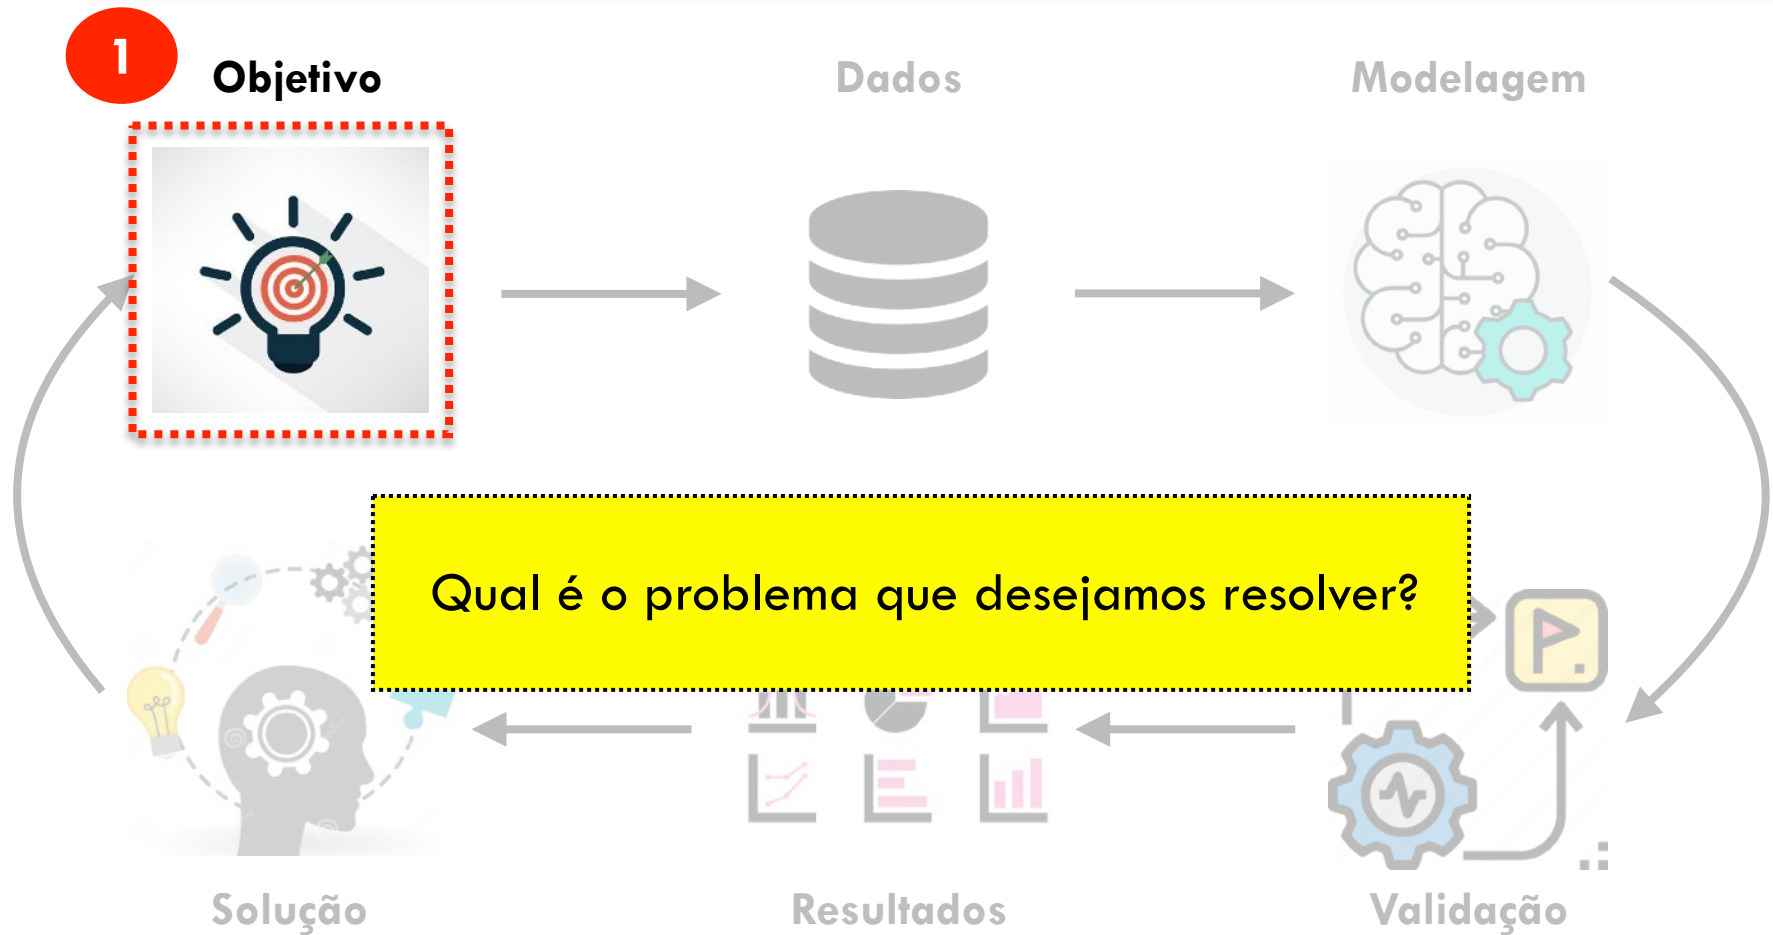 1
Objetivo
Dados
Modelagem
Qual é o problema que desejamos resolver?
Solução
Resultados
Validação